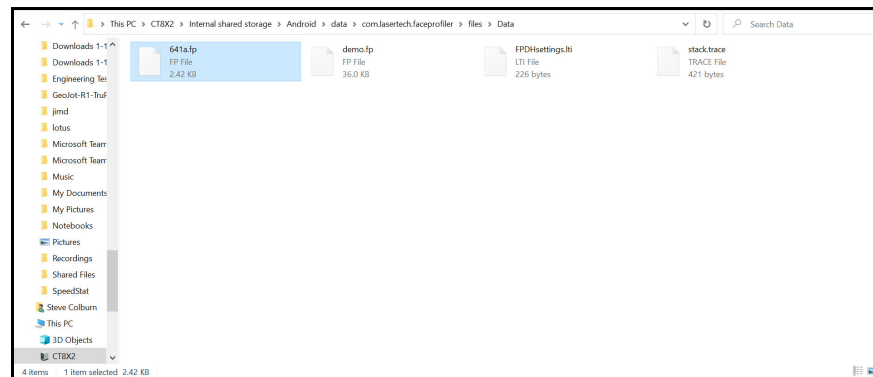 This PC > CT8X2 > Internal shared storage > Android > data > com.lasertech.faceprofiler > files > Data
Search Data
Downloads 1-1
Downloads 1-1
Engineering Tes
GeoJot-R1-TruP
jimd
lotus
Microsoft Team
Microsoft Team
Music
My Documents
My Pictures
Notebooks
Pictures
Recordings
Shared Files
SpeedStat
Steve Colburn
This PC
3D Objects
CT8X2
641a.fp
FP File
2.42 KB
demo.fp
FP File
36.0 KB
FPDHsettings.lti
LTI File
226 bytes
stack.trace
TRACE File
421 bytes
4 items
1 item selected 2.42 KB